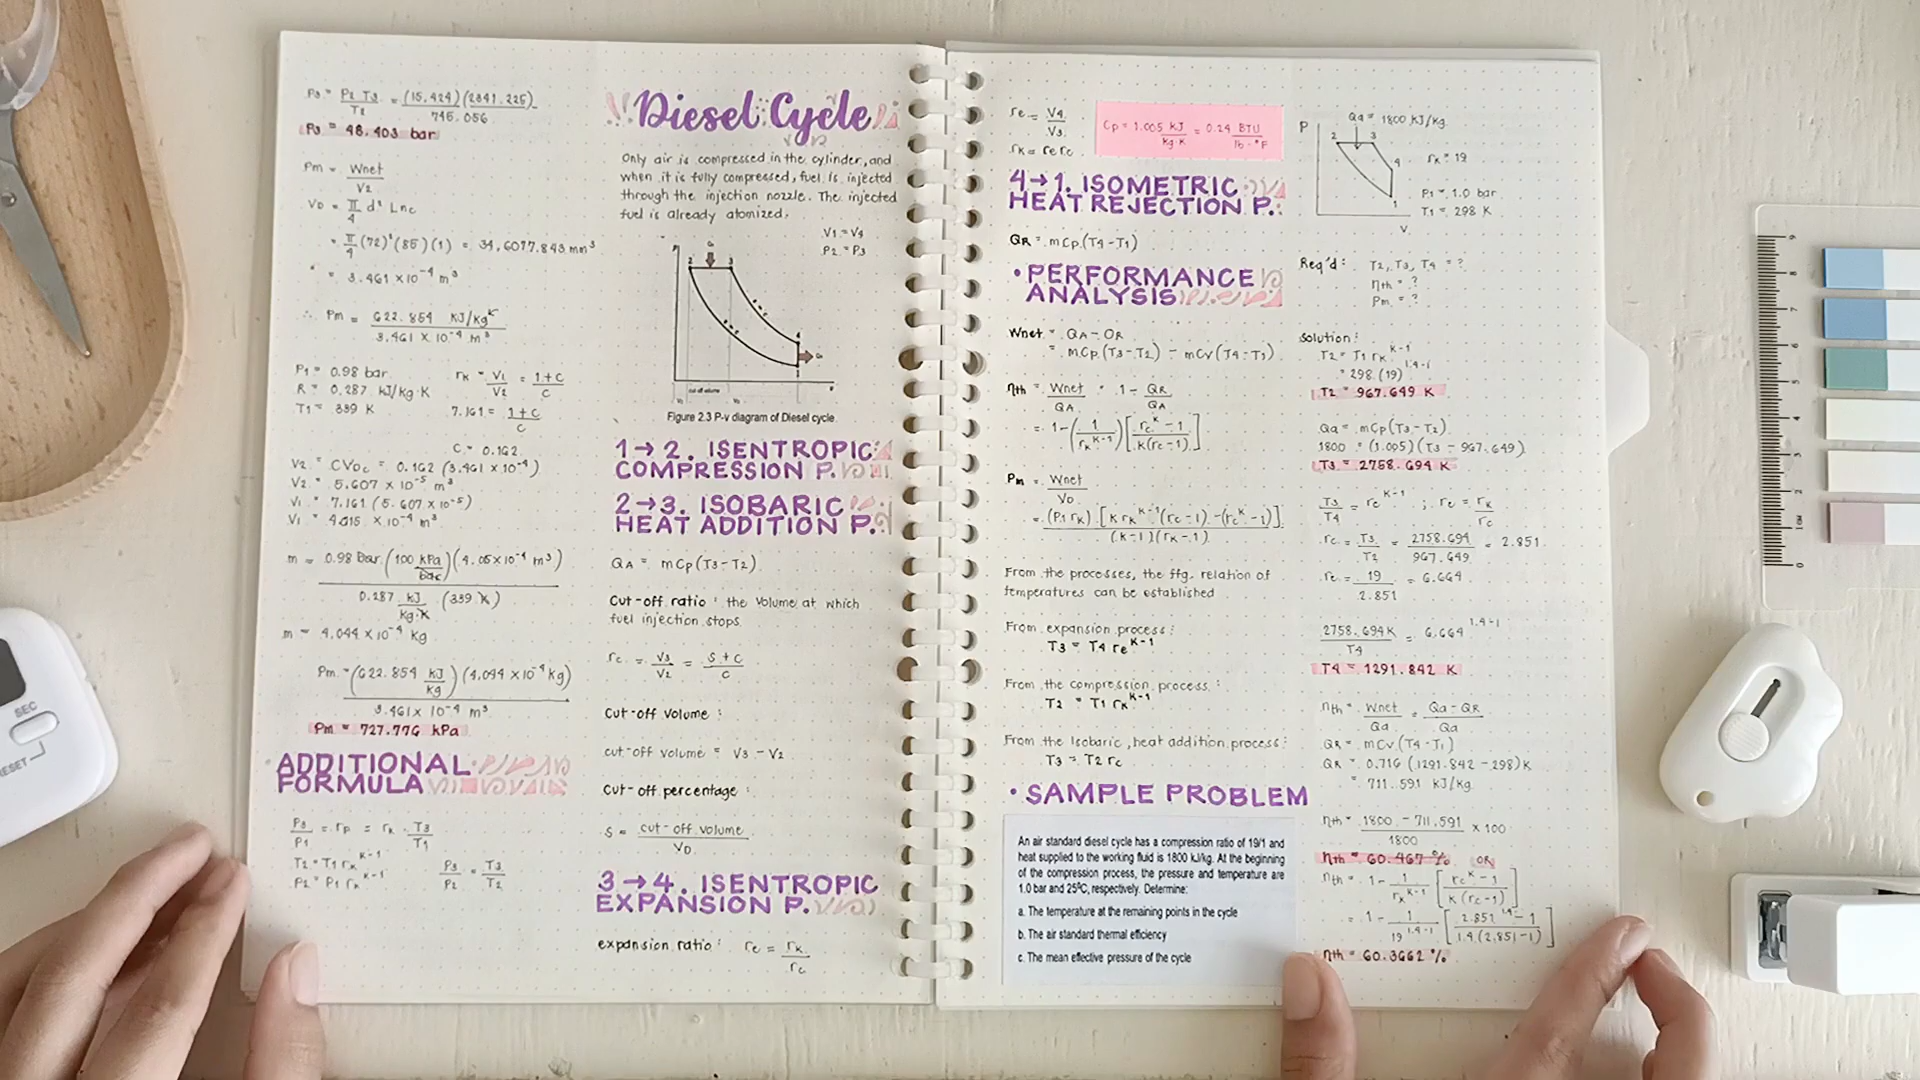 P3 = P2 T3 / T2 = (15.424)(2341.225) / 745.056
P3 = 48.403 bar
Pm = Wnet / V2
VD = π/4 d² Lnc
= π/4 (72)² (85)(1) = 34,6077.843 mm³
= 3.461 x 10⁻⁴ m³
∴ Pm = 622.854 KJ/kg / 3.461 x 10⁻⁴ m³
P1 = 0.98 bar
R = 0.287 KJ/kg·K
T1 = 339 K
rk = V1/V2 = 1+C / C
7.161 = 1+C / C
C = 0.162
V2 = CVDc = 0.162 (3.461 x 10⁻⁴)
V2 = 5.607 x 10⁻⁵ m³
V1 = 7.161 (5.607 x 10⁻⁵)
x 10⁻⁴ m³
m = 0.98 bar (100 kPa/bar)(4.05x10⁻⁴ m³) / 0.287 KJ/kg·K (339 K)
m = 4.044 x 10⁻⁴ kg
Pm = (622.854 KJ/kg)(4.044 x 10⁻⁴ kg) / 3.461 x 10⁻⁴ m³
Pm = 727.776 kPa
ADDITIONAL
FORMULA
P3/P1 = rp = rk · T3/T1
T2 = T1 rk^K-1
P2 = P1 rk^K-1
P3/P2 = T3/T2
Diesel Cycle
Only air is compressed in the cylinder, and
when it is fully compressed, fuel is injected
through the injection nozzle. The injected
fuel is already atomized.
V1 = V4
P2 = P3
2 3
4
1
cut off volume
Figure 2.3 P-v diagram of Diesel cycle
1→2. ISENTROPIC
COMPRESSION P.
2→3. ISOBARIC
HEAT ADDITION P.
QA = mCp(T3-T2)
Cut-off ratio: the volume at which
fuel injection stops
rc = V3/V2 = S+C / C
Cut-off volume:
cut-off volume = V3 - V2
Cut-off percentage:
S = cut-off volume / VD
3→4. ISENTROPIC
EXPANSION P.
expansion ratio: re = rk / rc
re = V4 / V3
rk = re rc
Cp = 1.005 KJ/kg·K = 0.24 BTU/lb·°F
4→1. ISOMETRIC
HEAT REJECTION P.
QR = mCp(T4-T1)
• PERFORMANCE
ANALYSIS
Wnet = QA - QR
= mCp(T3-T2) - mCv(T4-T1)
ηth = Wnet / QA = 1 - QR / QA
= 1 - (1 / rk^K-1) [rc^K - 1 / K(rc-1)]
Pm = Wnet / VD
= (P1 rk) [K rk^K-1 (rc-1) - (rc^K - 1)] / (K-1)(rk-1)
From the processes, the ffg. relation of
temperatures can be established
From expansion process:
T3 = T4 re^K-1
From the compression process:
T2 = T1 rk^K-1
From the Isobaric, heat addition process:
T3 = T2 rc
• SAMPLE PROBLEM
An air standard diesel cycle has a compression ratio of 19/1 and
heat supplied to the working fluid is 1800 kJ/kg. At the beginning
of the compression process, the pressure and temperature are
1.0 bar and 25⁰C, respectively. Determine:
a. The temperature at the remaining points in the cycle
b. The air standard thermal efficiency
c. The mean effective pressure of the cycle
Qa = 1800 KJ/kg
P
2 3
4
1
V
rk = 19
P1 = 1.0 bar
T1 = 298 K
Req'd: T2, T3, T4 = ?
ηth = ?
Pm = ?
Solution:
T2 = T1 rk^K-1
= 298 (19)^1.4-1
T2 = 967.649 K
Qa = mCp(T3-T2)
1800 = (1.005)(T3 - 967.649)
T3 = 2758.694 K
T3/T4 = re^K-1 ; re = rk/rc
rc = T3/T2 = 2758.694 / 967.649 = 2.851
re = 19 / 2.851 = 6.664
2758.694K / T4 = 6.664^1.4-1
T4 = 1291.842 K
ηth = Wnet / Qa = Qa - QR / Qa
QR = mCv(T4-T1)
QR = 0.716 (1291.842 - 298)K
= 711.591 KJ/kg
ηth = 1800 - 711.591 / 1800 x 100
ηth = 60.467 % OR
ηth = 1 - 1 / rk^K-1 [rc^K - 1 / K(rc-1)]
= 1 - 1 / 19^1.4-1 [2.851^1.4 - 1 / 1.4(2.851-1)]
ηth = 60.3662 %
SEC
RESET